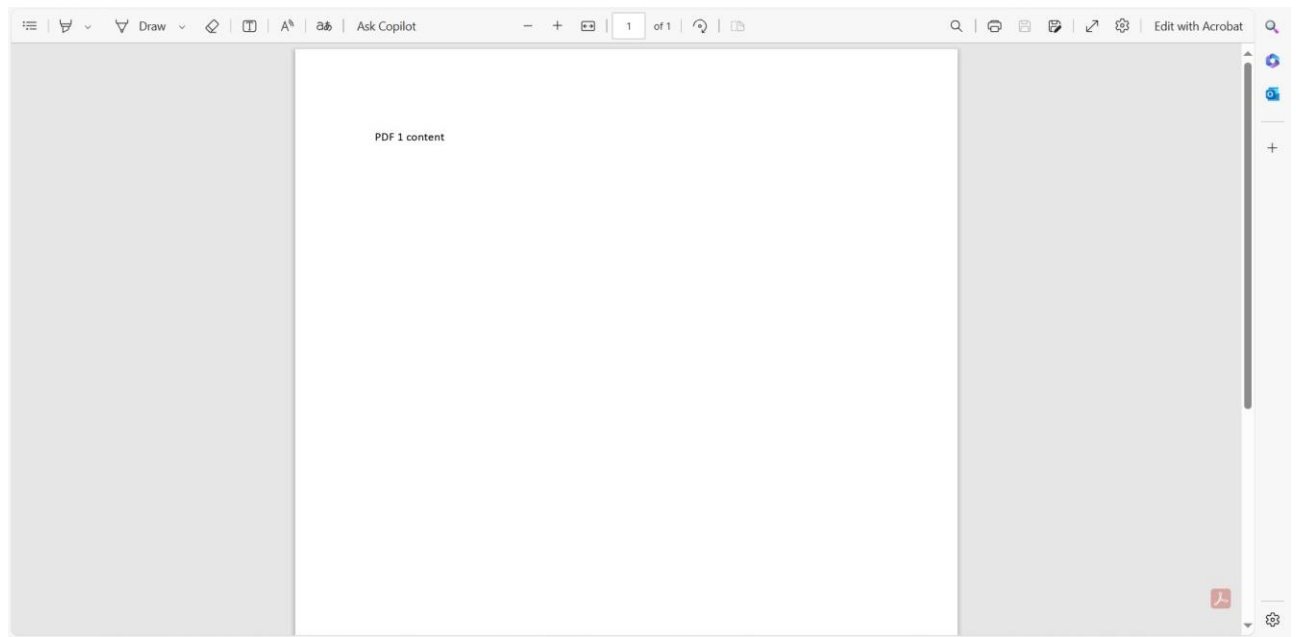 Draw
Ask Copilot
1 of 1
Edit with Acrobat
PDF 1 content